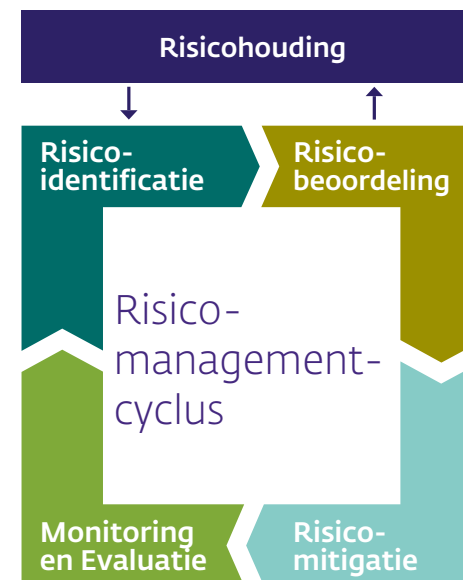 Risicohouding
Risico-
identificatie
Risico-
beoordeling
Risico-
management-
cyclus
Monitoring
en Evaluatie
Risico-
mitigatie